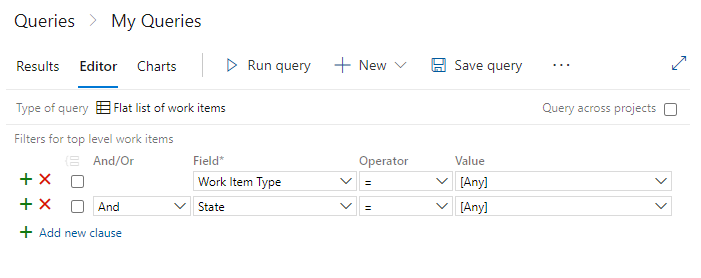 Queries > My Queries
Results Editor Charts Run query New Save query ...
Type of query Flat list of work items Query across projects
Filters for top level work items
And/Or Field* Operator Value
Work Item Type = [Any]
And State = [Any]
Add new clause